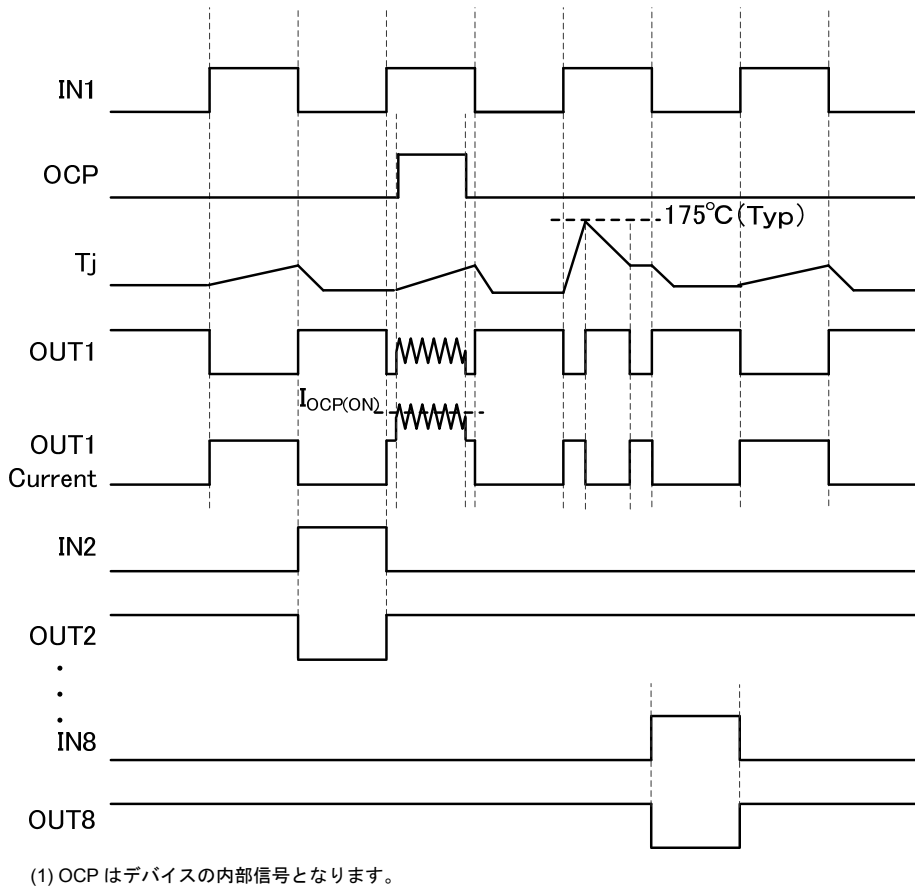 IN1
OCP
175°C(Typ)
Tj
OUT1
IOCP(ON)
OUT1
Current
IN2
OUT2
IN8
OUT8
(1) OCP はデバイスの内部信号となります。